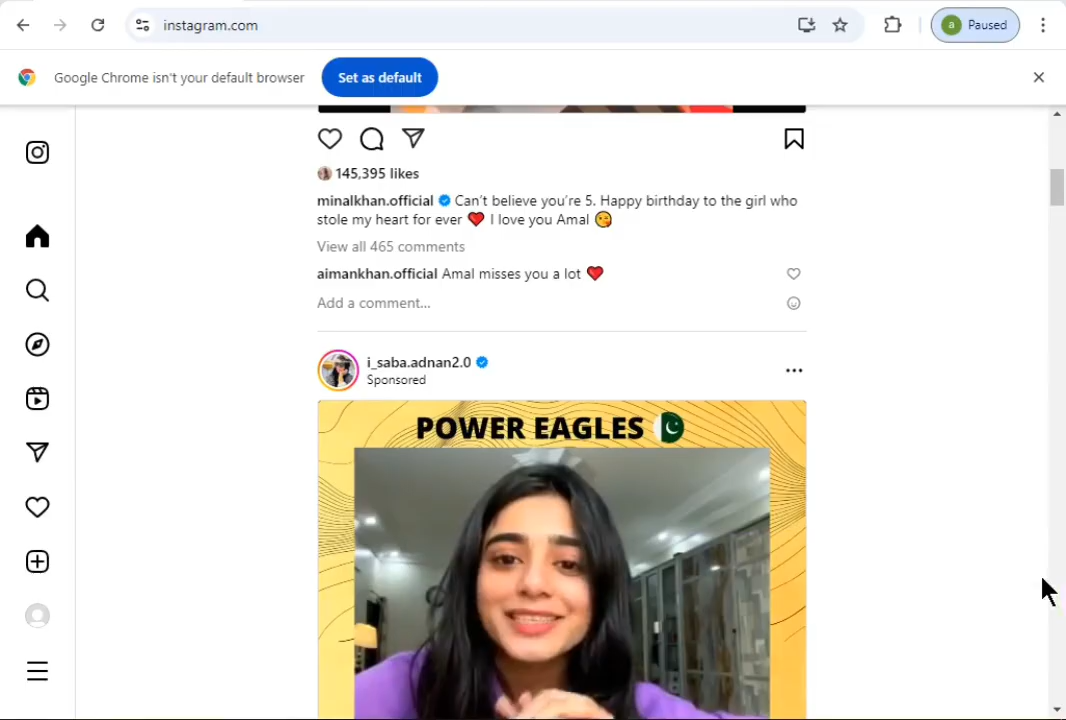 instagram.com
a Paused
Google Chrome isn't your default browser
Set as default
145,395 likes
minalkhan.official Can't believe you're 5. Happy birthday to the girl who
stole my heart for ever ❤️ I love you Amal 😘
View all 465 comments
aimankhan.official Amal misses you a lot ❤️
Add a comment...
i_saba.adnan2.0
Sponsored
POWER EAGLES